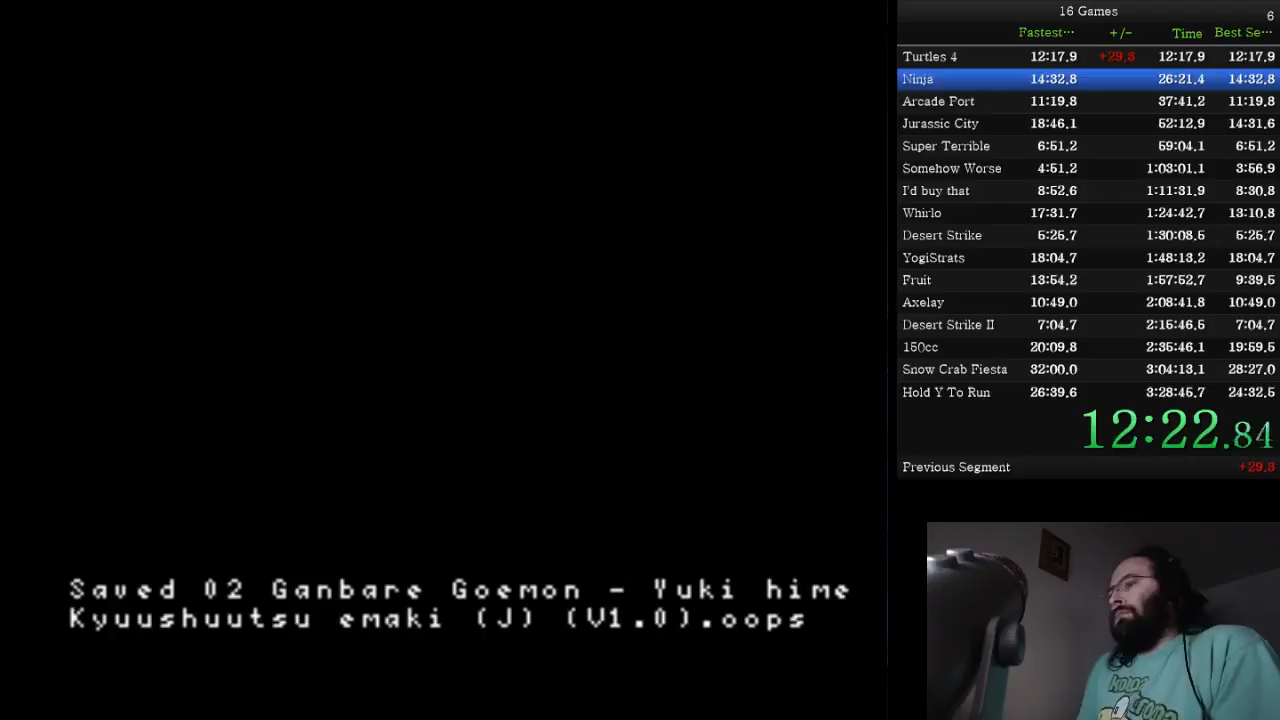 16 Games
6
Fastest… +/- Time Best Se…
Turtles 4 12:17.9 +29.3 12:17.9 12:17.9
Ninja 14:32.8 26:21.4 14:32.8
Arcade Port 11:19.8 37:41.2 11:19.8
Jurassic City 18:46.1 52:12.9 14:31.6
Super Terrible 6:51.2 59:04.1 6:51.2
Somehow Worse 4:51.2 1:03:01.1 3:56.9
I'd buy that 8:52.6 1:11:31.9 8:30.8
Whirlo 17:31.7 1:24:42.7 13:10.8
Desert Strike 5:25.7 1:30:08.5 5:25.7
YogiStrats 18:04.7 1:48:13.2 18:04.7
Fruit 13:54.2 1:57:52.7 9:39.5
Axelay 10:49.0 2:08:41.8 10:49.0
Desert Strike II 7:04.7 2:15:46.5 7:04.7
150cc 20:09.8 2:35:46.1 19:59.5
Snow Crab Fiesta 32:00.0 3:04:13.1 28:27.0
Hold Y To Run 26:39.6 3:28:45.7 24:32.5
12:22.84
Previous Segment +29.3
Saved 02 Ganbare Goemon - Yuki hime
Kyuushuutsu emaki (J) (V1.0).oops